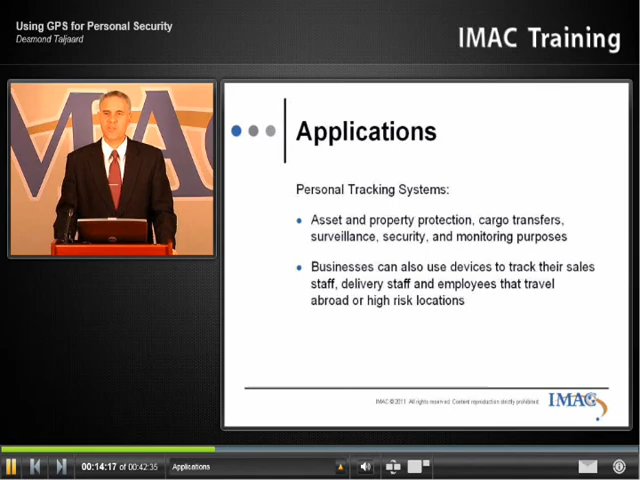 Using GPS for Personal Security
Desmond Taljaard
IMAC Training
IMA
Applications
Personal Tracking Systems:
Asset and property protection, cargo transfers,
surveillance, security, and monitoring purposes
Businesses can also use devices to track their sales
staff, delivery staff and employees that travel
abroad or high risk locations
IMAC © 2011 All rights reserved. Content reproduction strictly prohibited.
IMAC
00:14:17 of 00:42:35
Applications